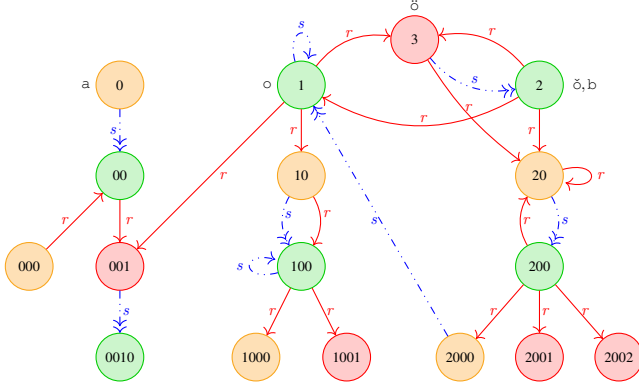 ö
s r 3 r
a 0 o 1 s 2 ŏ,b
r r
s r r
00 r 10 20 r
r r s r s r s
000 001 s 100 200
s r r r r r
0010 1000 1001 2000 2001 2002